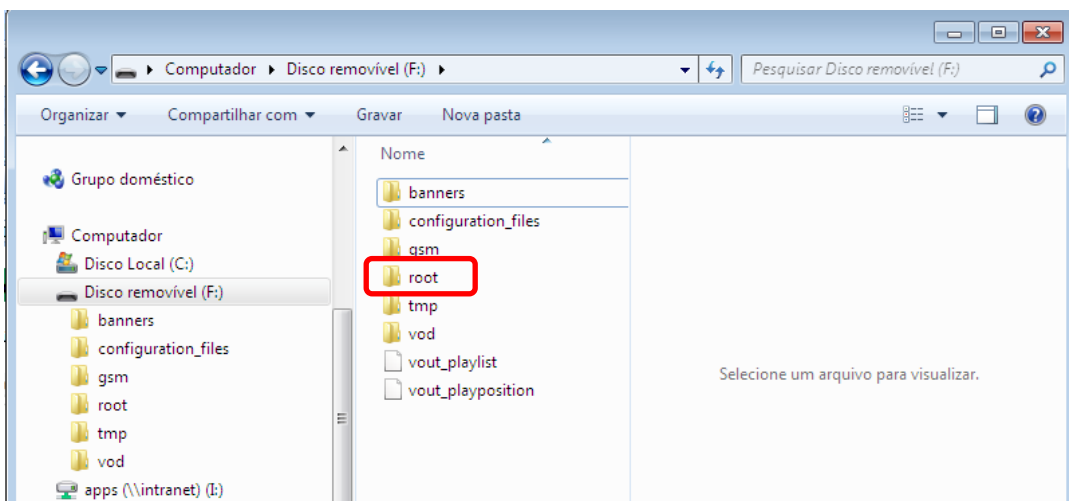 Computador Disco removível (F:)
Pesquisar Disco removível (F:)
Organizar Compartilhar com Gravar Nova pasta
Grupo doméstico
Computador
Disco Local (C:)
Disco removível (F:)
banners
configuration_files
gsm
root
tmp
vod
apps (\\intranet) (I:)
Nome
banners
configuration_files
gsm
root
tmp
vod
vout_playlist
vout_playposition
Selecione um arquivo para visualizar.